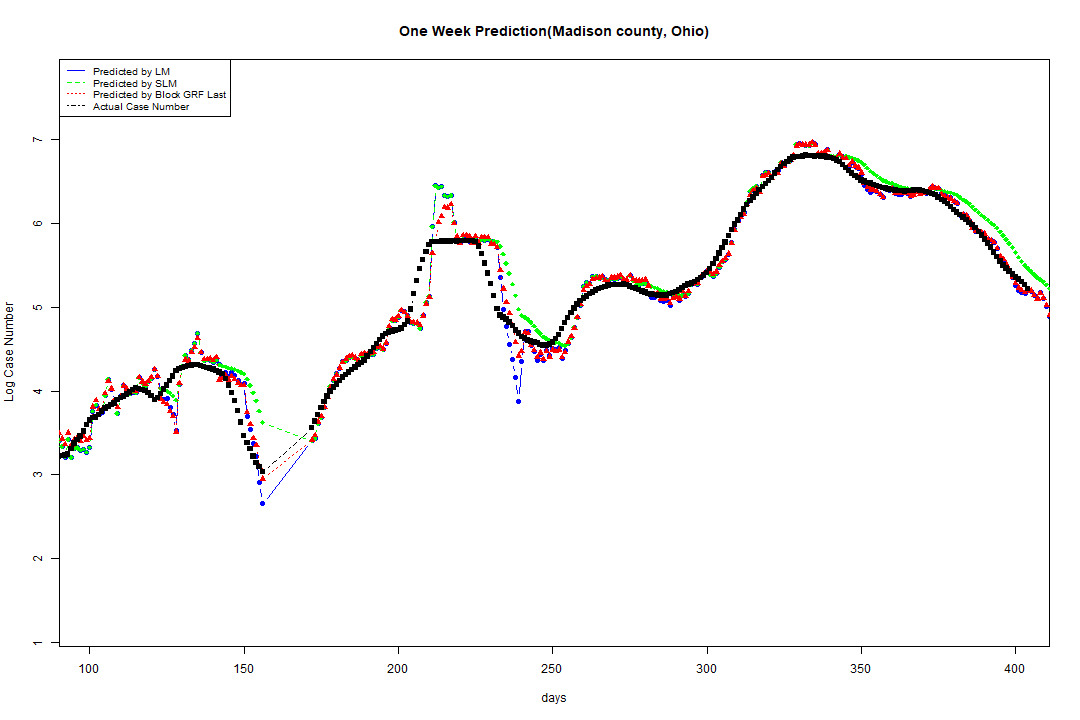 One Week Prediction(Madison county, Ohio)
Predicted by LM
Predicted by SLM
Predicted by Block GRF Last
Actual Case Number
Log Case Number
7
6
5
4
3
2
1
100 150 200 250 300 350 400
days